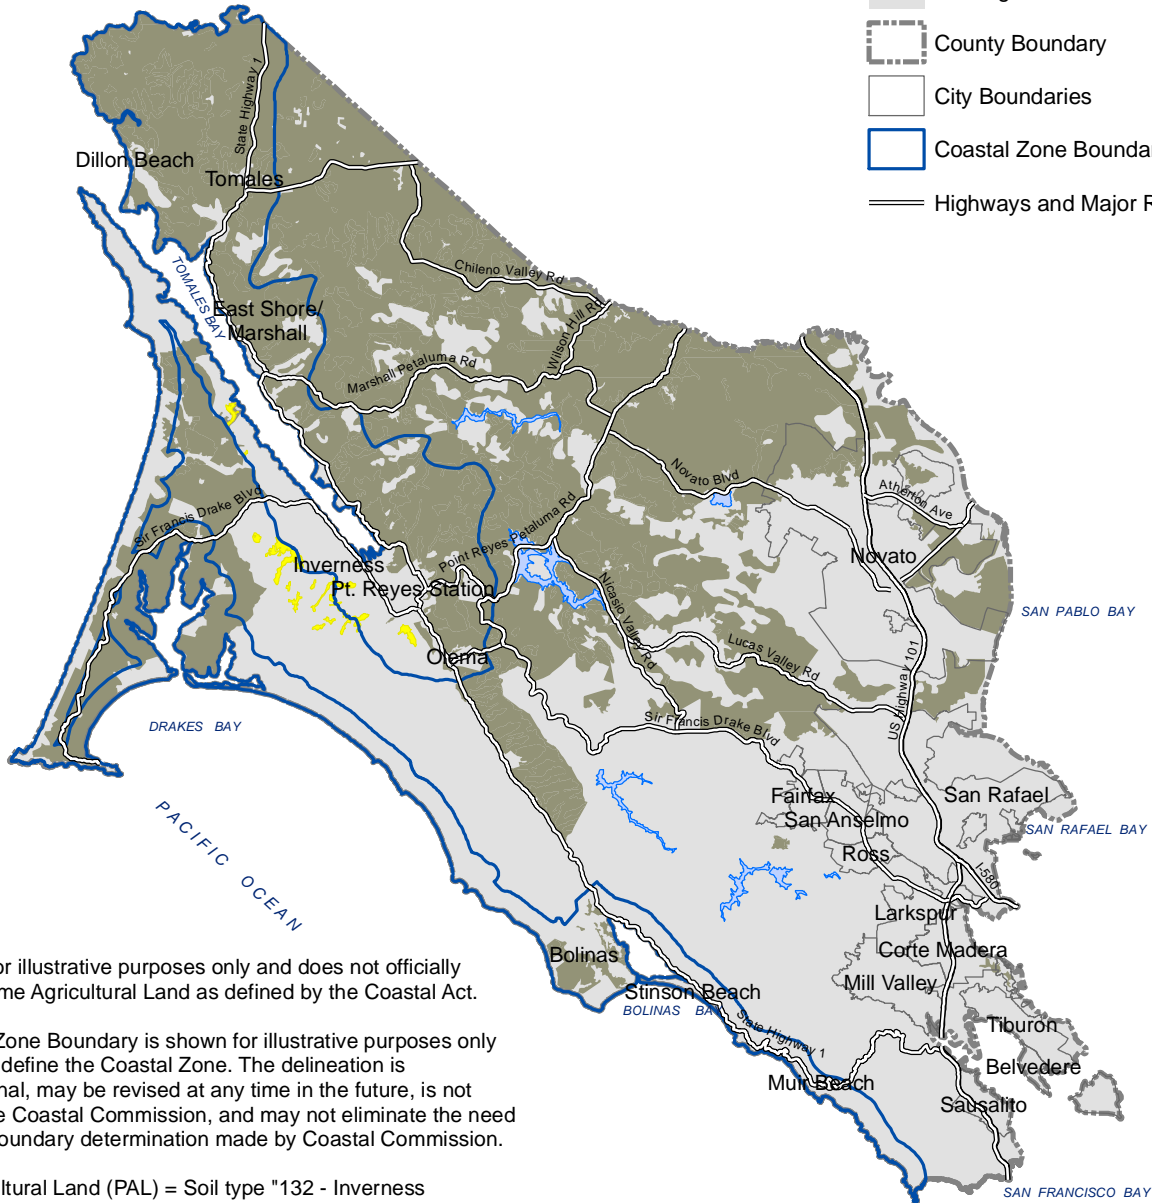 County Boundary
City Boundaries
Coastal Zone
Highways and Major
State Highway 1
Dillon Beach
Tomales
TOMALES BAY
Chileno Valley Rd
East Shore/
Marshall
Wilson Hill Rd
Marshall Petaluma Rd
Novato Blvd
Atherton Ave
Sir Francis Drake Blvd
Point Reyes Petaluma Rd
Novato
Inverness
Pt. Reyes Station
Nicasio Valley Rd
SAN PABLO BAY
Olema
Lucas Valley Rd
US Highway 101
DRAKES BAY
Sir Francis Drake Blvd
PACIFIC OCEAN
Fairfax
San Rafael
San Anselmo
SAN RAFAEL BAY
Ross
I-580
Larkspur
Bolinas
Corte Madera
Mill Valley
Stinson Beach
BOLINAS BAY
State Highway 1
Tiburon
Belvedere
Muir Beach
Sausalito
SAN FRANCISCO BAY
or illustrative purposes only and does not officially
me Agricultural Land as defined by the Coastal Act.
Zone Boundary is shown for illustrative purposes only
define the Coastal Zone. The delineation is
nal, may be revised at any time in the future, is not
e Coastal Commission, and may not eliminate the need
oundary determination made by Coastal Commission.
ltural Land (PAL) = Soil type "132 - Inverness